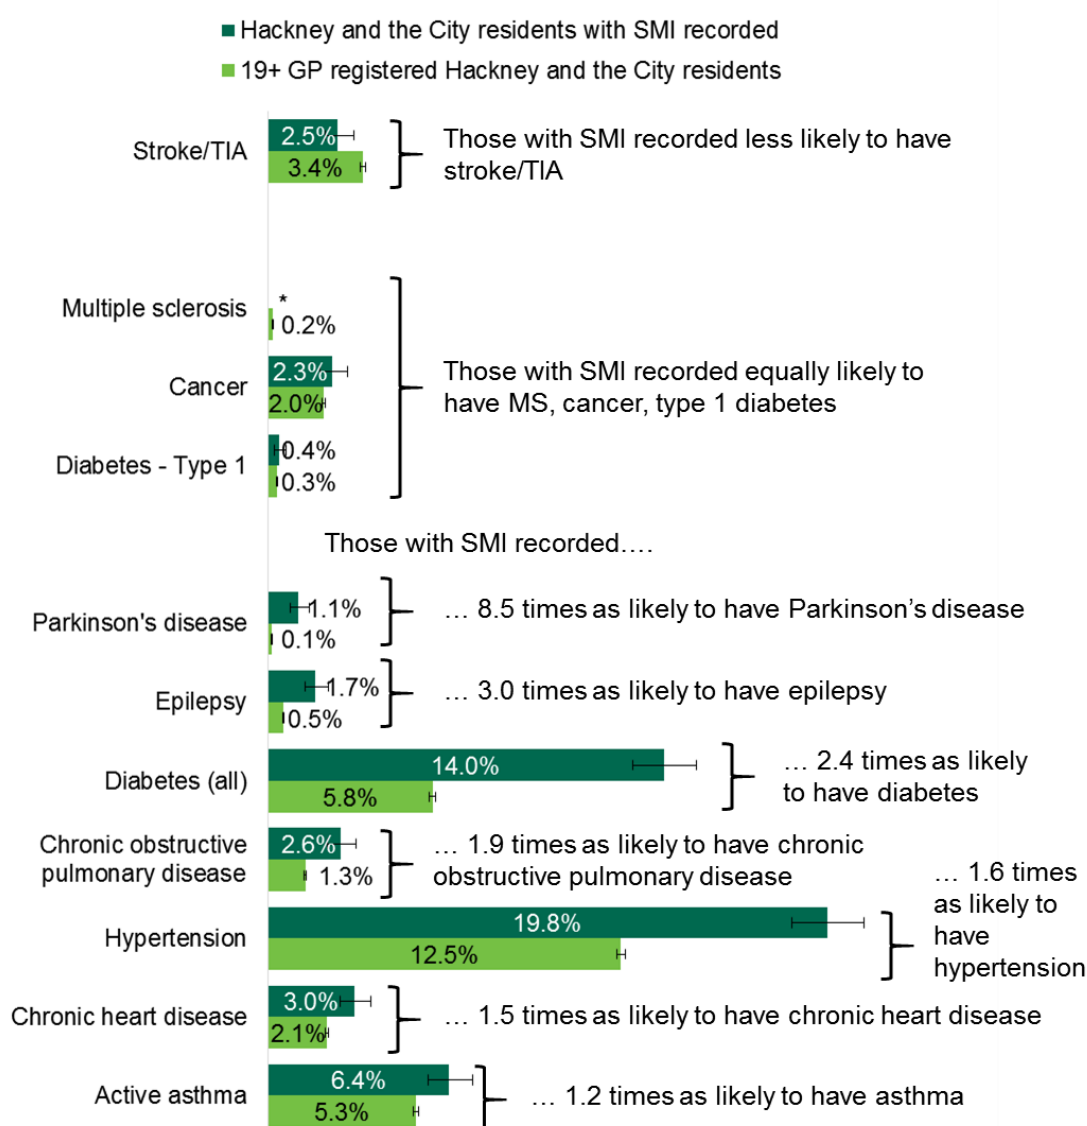 Hackney and the City residents with SMI recorded
19+ GP registered Hackney and the City residents
Stroke/TIA
2.5%
3.4%
Those with SMI recorded less likely to have
stroke/TIA
Multiple sclerosis
*
0.2%
Cancer
2.3%
2.0%
Those with SMI recorded equally likely to
have MS, cancer, type 1 diabetes
Diabetes - Type 1
0.4%
0.3%
Those with SMI recorded….
Parkinson's disease
1.1%
0.1%
… 8.5 times as likely to have Parkinson’s disease
Epilepsy
1.7%
0.5%
… 3.0 times as likely to have epilepsy
Diabetes (all)
14.0%
5.8%
… 2.4 times as likely
to have diabetes
Chronic obstructive
pulmonary disease
2.6%
1.3%
… 1.9 times as likely to have chronic
obstructive pulmonary disease
Hypertension
19.8%
12.5%
… 1.6 times
as likely to
have
hypertension
Chronic heart disease
3.0%
2.1%
… 1.5 times as likely to have chronic heart disease
Active asthma
6.4%
5.3%
… 1.2 times as likely to have asthma